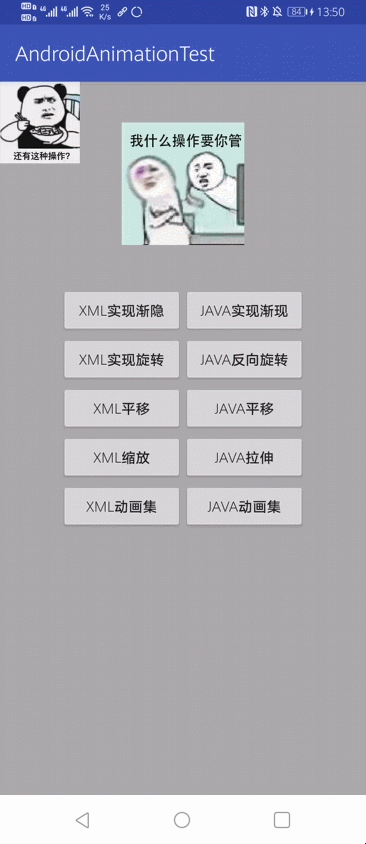 HD HD 4G 4G 25 K/s 84 13:50
AndroidAnimationTest
还有这种操作?
我什么操作要你管
XML实现渐隐 JAVA实现渐现
XML实现旋转 JAVA反向旋转
XML平移 JAVA平移
XML缩放 JAVA拉伸
XML动画集 JAVA动画集